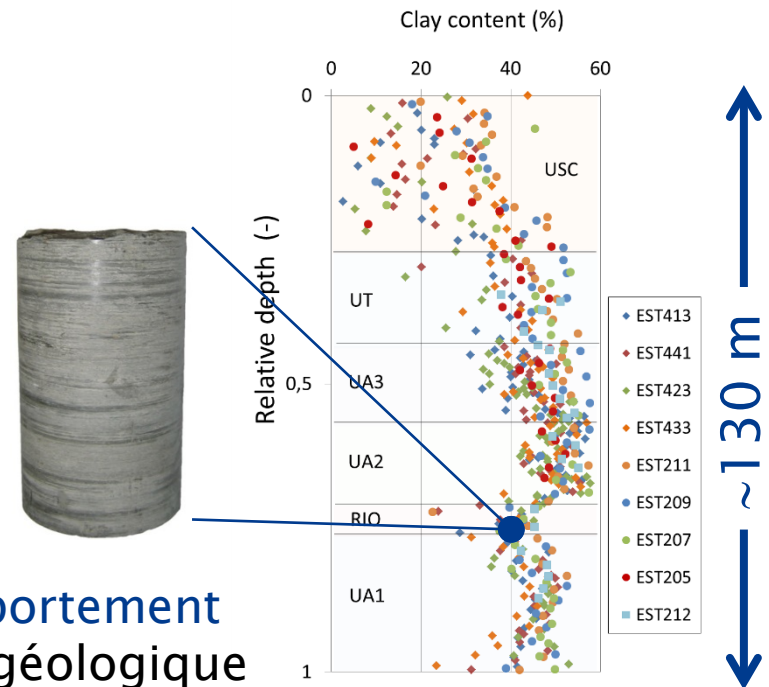 Clay content (%)
0 20 40 60
0
0,5
1
Relative depth (-)
USC
UT
UA3
UA2
RIO
UA1
EST413
EST441
EST423
EST433
EST211
EST209
EST207
EST205
EST212
~130 m
portement
géologique